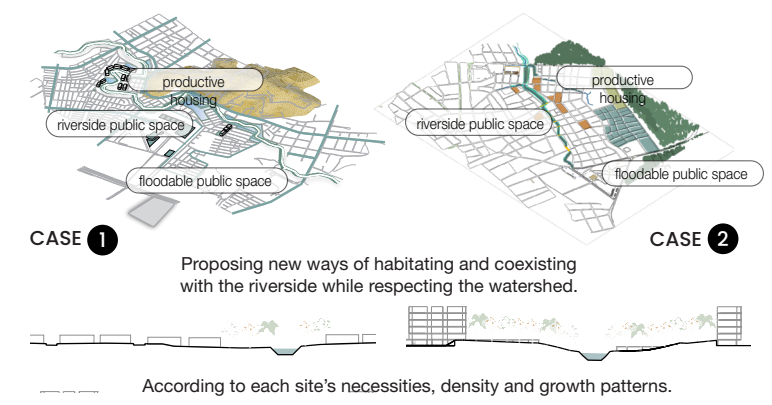 productive
housing
riverside public space
floodable public space
CASE 1
productive
housing
riverside public space
floodable public space
CASE 2
Proposing new ways of habitating and coexisting
with the riverside while respecting the watershed.
According to each site's necessities, density and growth patterns.